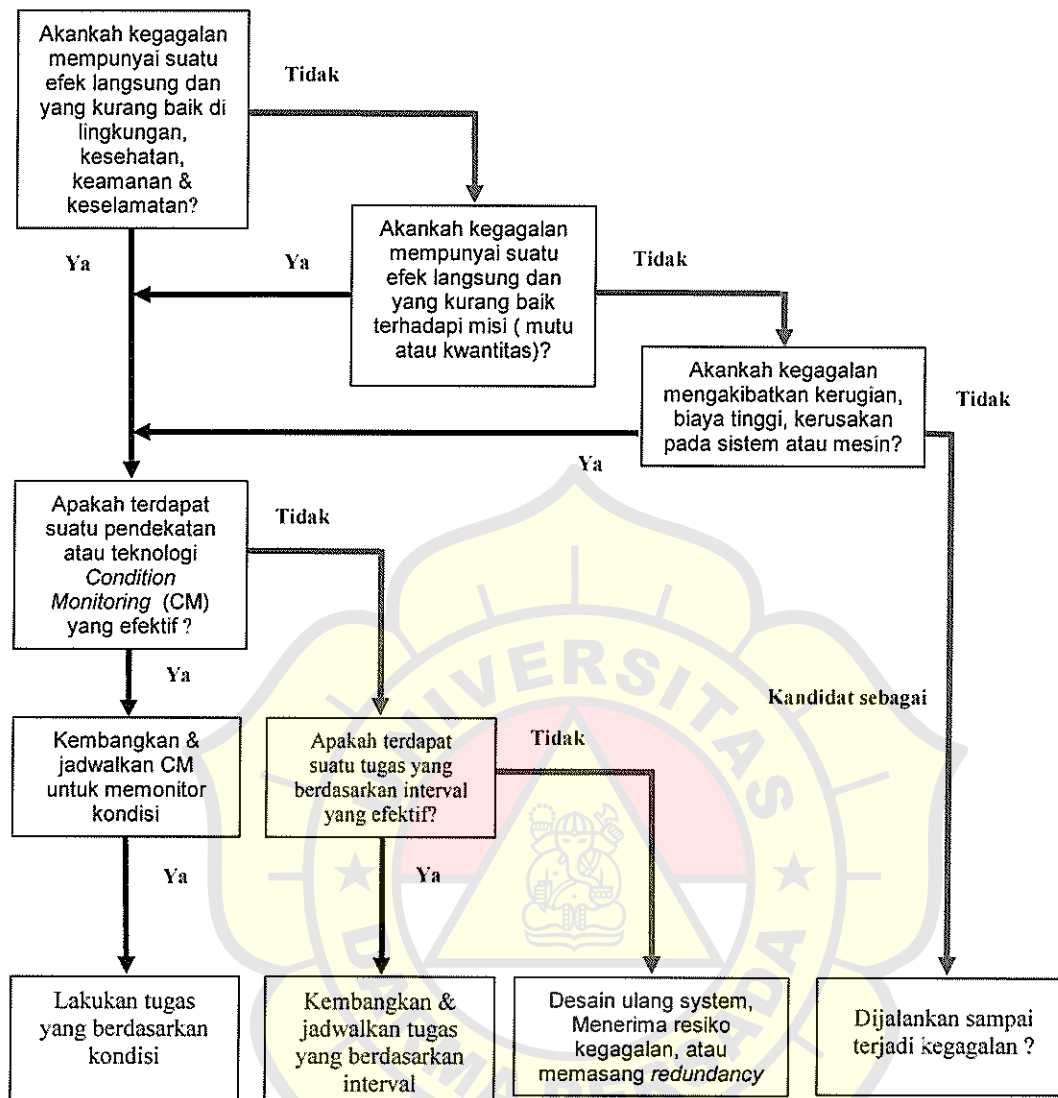 Akankah kegagalan
mempunyai suatu
efek langsung dan
yang kurang baik di
lingkungan,
kesehatan,
keamanan &
keselamatan?
Tidak
Ya
Akankah kegagalan
mempunyai suatu
efek langsung dan
yang kurang baik
terhadapi misi ( mutu
atau kwantitas)?
Ya
Tidak
Akankah kegagalan
mengakibatkan kerugian,
biaya tinggi, kerusakan
pada sistem atau mesin?
Tidak
Ya
Apakah terdapat
suatu pendekatan
atau teknologi
Condition
Monitoring (CM)
yang efektif ?
Tidak
Ya
Kandidat sebagai
Kembangkan &
jadwalkan CM
untuk memonitor
kondisi
Apakah terdapat
suatu tugas yang
berdasarkan interval
yang efektif?
Tidak
Ya
Ya
Lakukan tugas
yang berdasarkan
kondisi
Kembangkan &
jadwalkan tugas
yang berdasarkan
interval
Desain ulang system,
Menerima resiko
kegagalan, atau
memasang redundancy
Dijalankan sampai
terjadi kegagalan ?
UNIVERSITAS
DARMA PERSADA